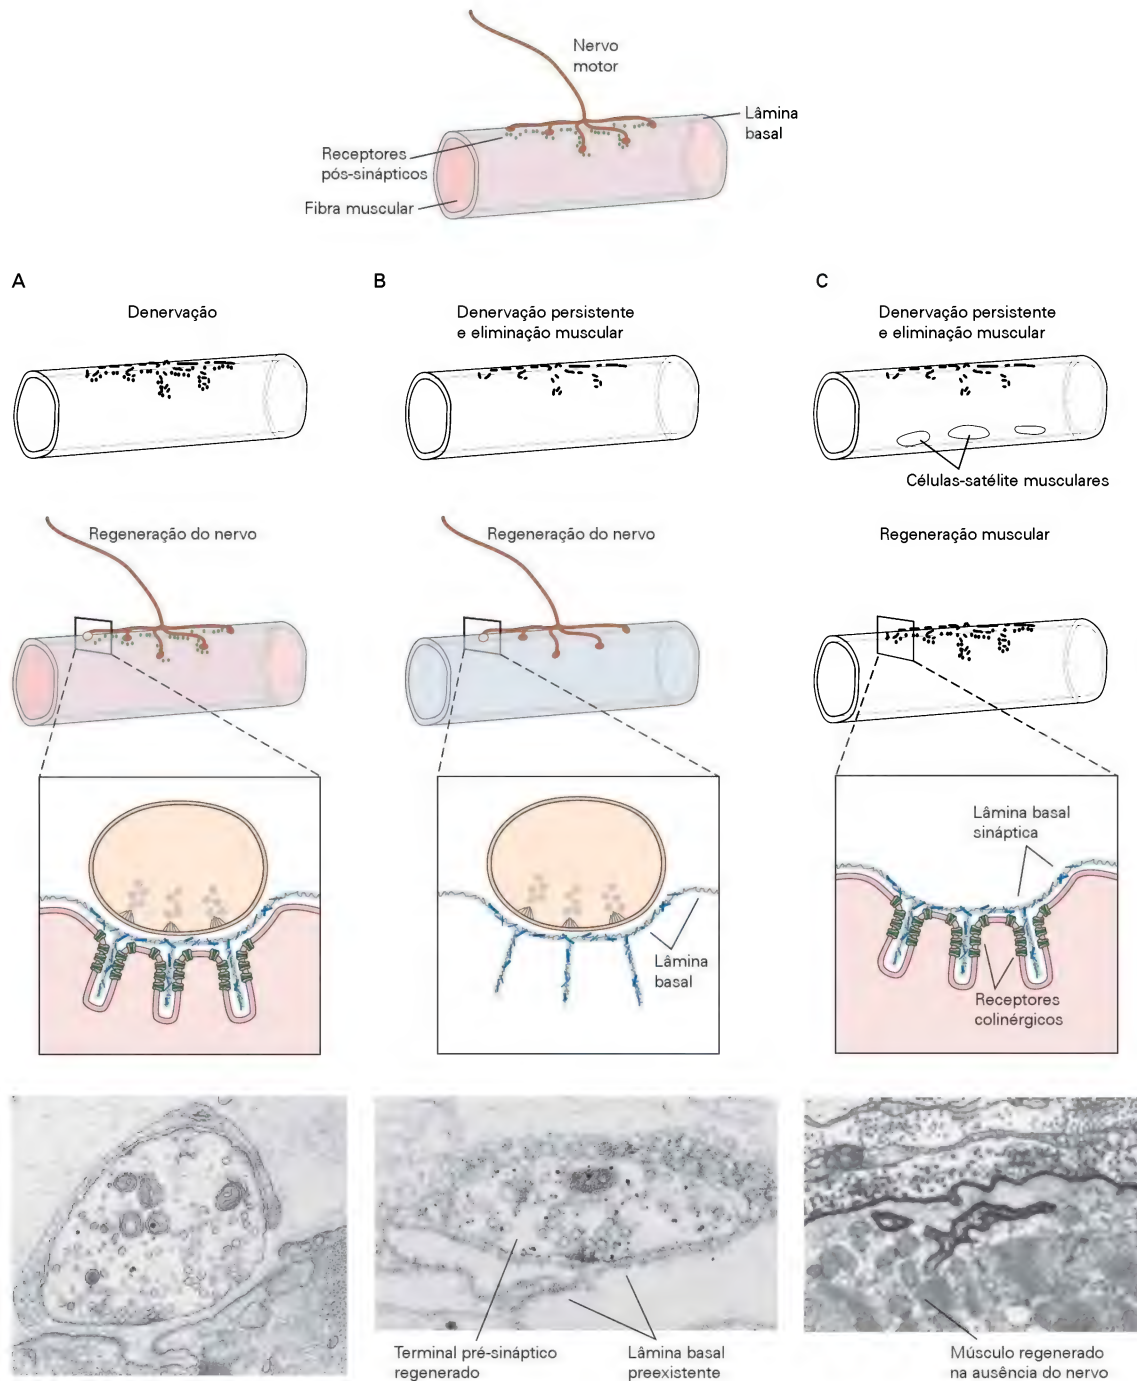 Nervo
motor
Lâmina
basal
Receptores
pós-sinápticos
Fibra muscular
A
Denervação
B
Denervação persistente
e eliminação muscular
C
Denervação persistente
e eliminação muscular
Células-satélite musculares
Regeneração do nervo
Regeneração do nervo
Regeneração muscular
Lâmina
basal
Lâmina basal
sináptica
Receptores
colinérgicos
Terminal pré-sináptico
regenerado
Lâmina basal
preexistente
Músculo regenerado
na ausência do nervo